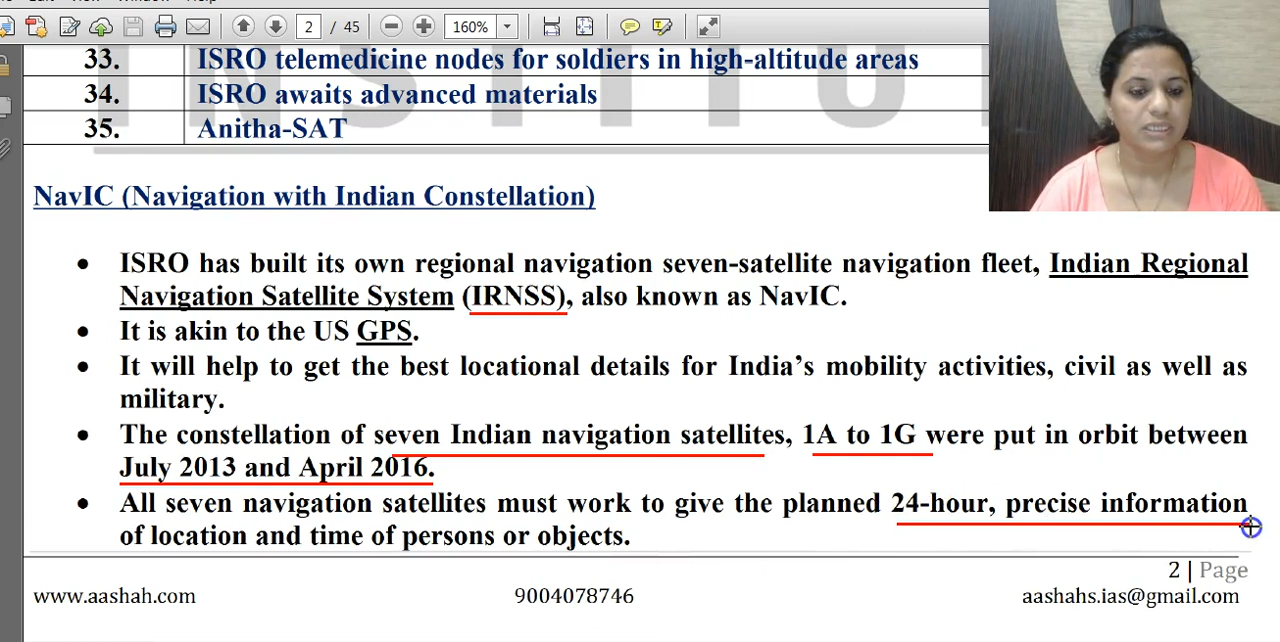 2 / 45
160%
33. ISRO telemedicine nodes for soldiers in high-altitude areas
34. ISRO awaits advanced materials
35. Anitha-SAT
NavIC (Navigation with Indian Constellation)
• ISRO has built its own regional navigation seven-satellite navigation fleet, Indian Regional
Navigation Satellite System (IRNSS), also known as NavIC.
• It is akin to the US GPS.
• It will help to get the best locational details for India’s mobility activities, civil as well as
military.
• The constellation of seven Indian navigation satellites, 1A to 1G were put in orbit between
July 2013 and April 2016.
• All seven navigation satellites must work to give the planned 24-hour, precise information
of location and time of persons or objects.
2 | Page
www.aashah.com 9004078746 aashahs.ias@gmail.com